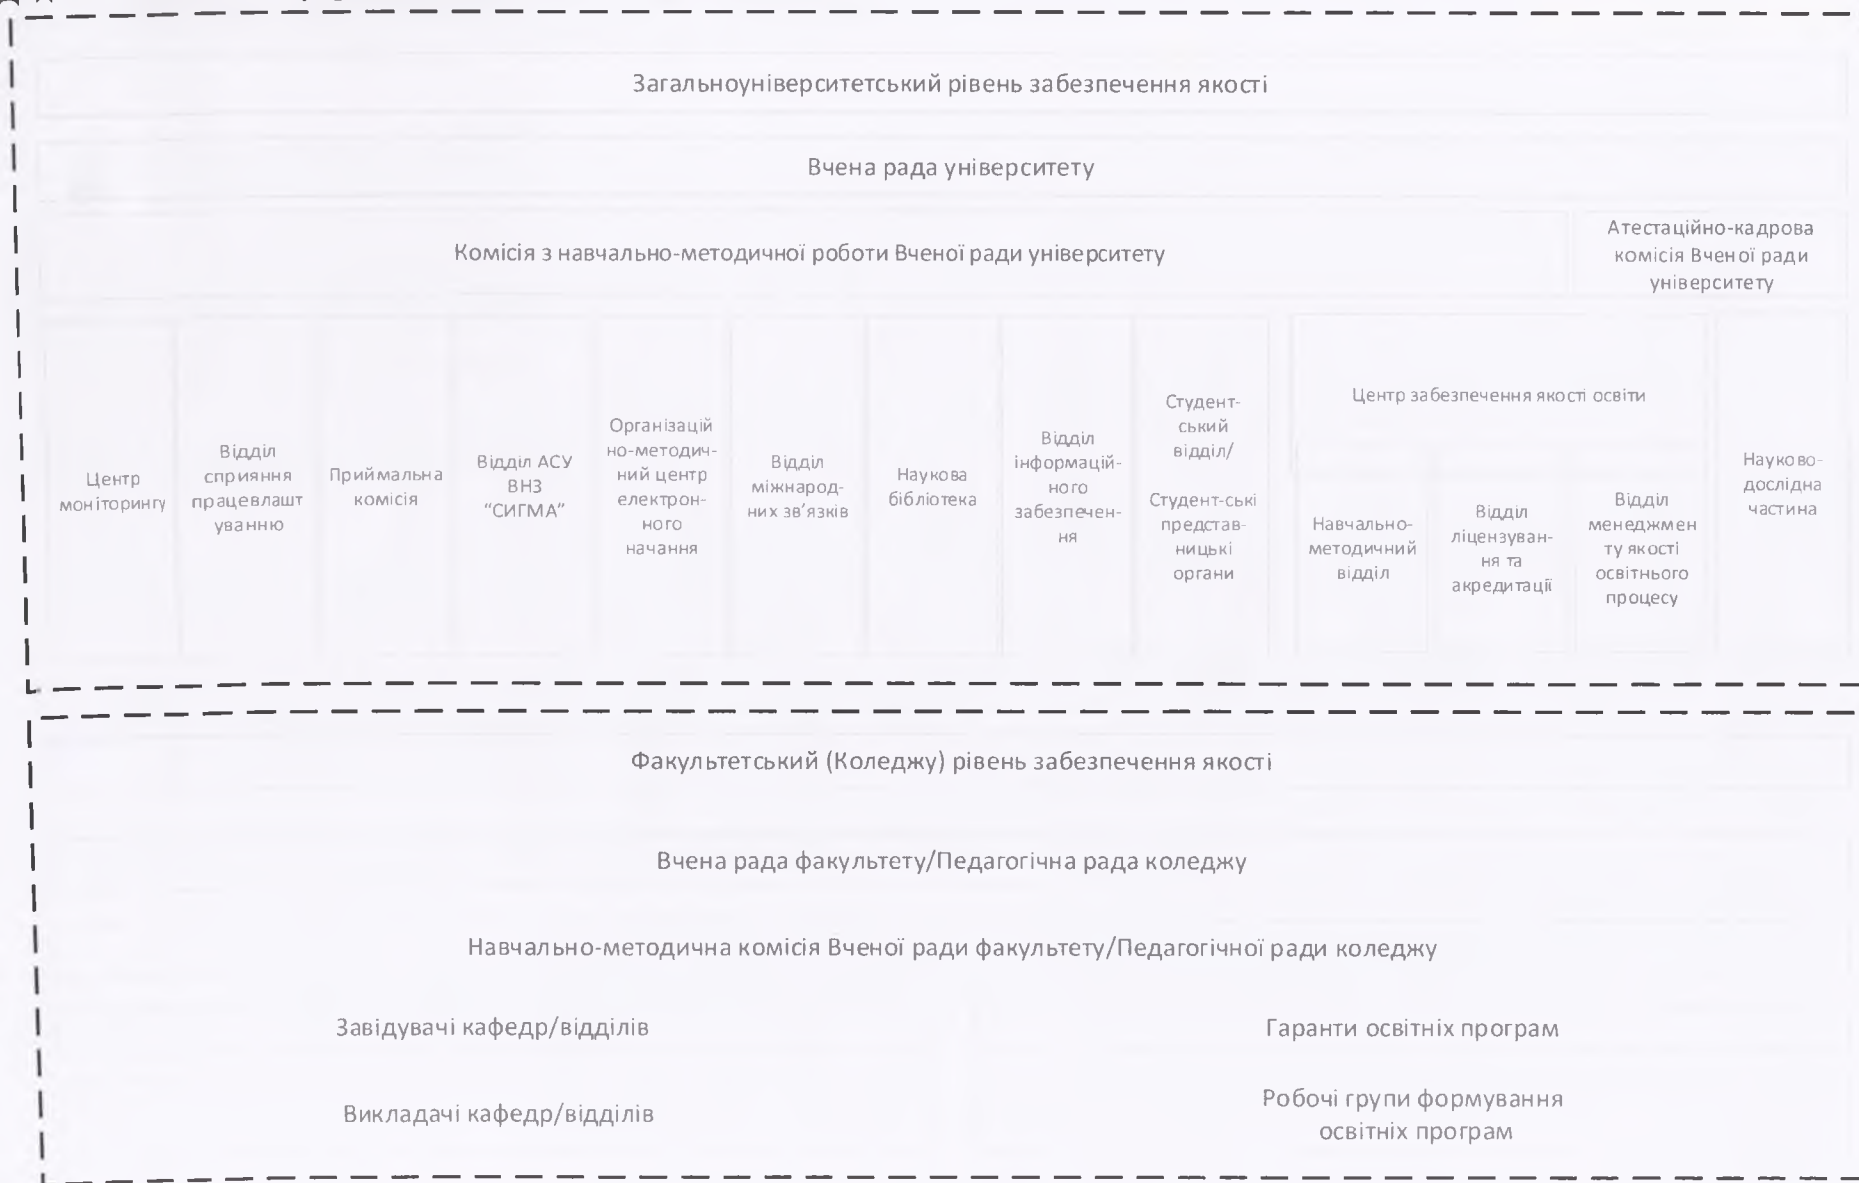 Загальноуніверситетський рівень забезпечення якості
Вчена рада університету
Комісія з навчально-методичної роботи Вченої ради університету
Атестаційно-кадрова
комісія Вченої ради
університету
Центр
моніторингу
Відділ
сприяння
працевлашт
уванню
Приймальна
комісія
Відділ АСУ
ВНЗ
“СИГМА”
Організацій
но-методич-
ний центр
електрон-
ного
начання
Відділ
міжнарод-
них зв’язків
Наукова
бібліотека
Відділ
інформацій-
ного
забезпечен-
ня
Студент-
ський
відділ/
Студент-ські
представ-
ницькі
органи
Центр забезпечення якості освіти
Навчально-
методичний
відділ
Відділ
ліцензуван-
ня та
акредитації
Відділ
менеджмен
ту якості
освітнього
процесу
Науково-
дослідна
частина
Факультетський (Коледжу) рівень забезпечення якості
Вчена рада факультету/Педагогічна рада коледжу
Навчально-методична комісія Вченої ради факультету/Педагогічної ради коледжу
Завідувачі кафедр/відділів
Гаранти освітніх програм
Викладачі кафедр/відділів
Робочі групи формування
освітніх програм